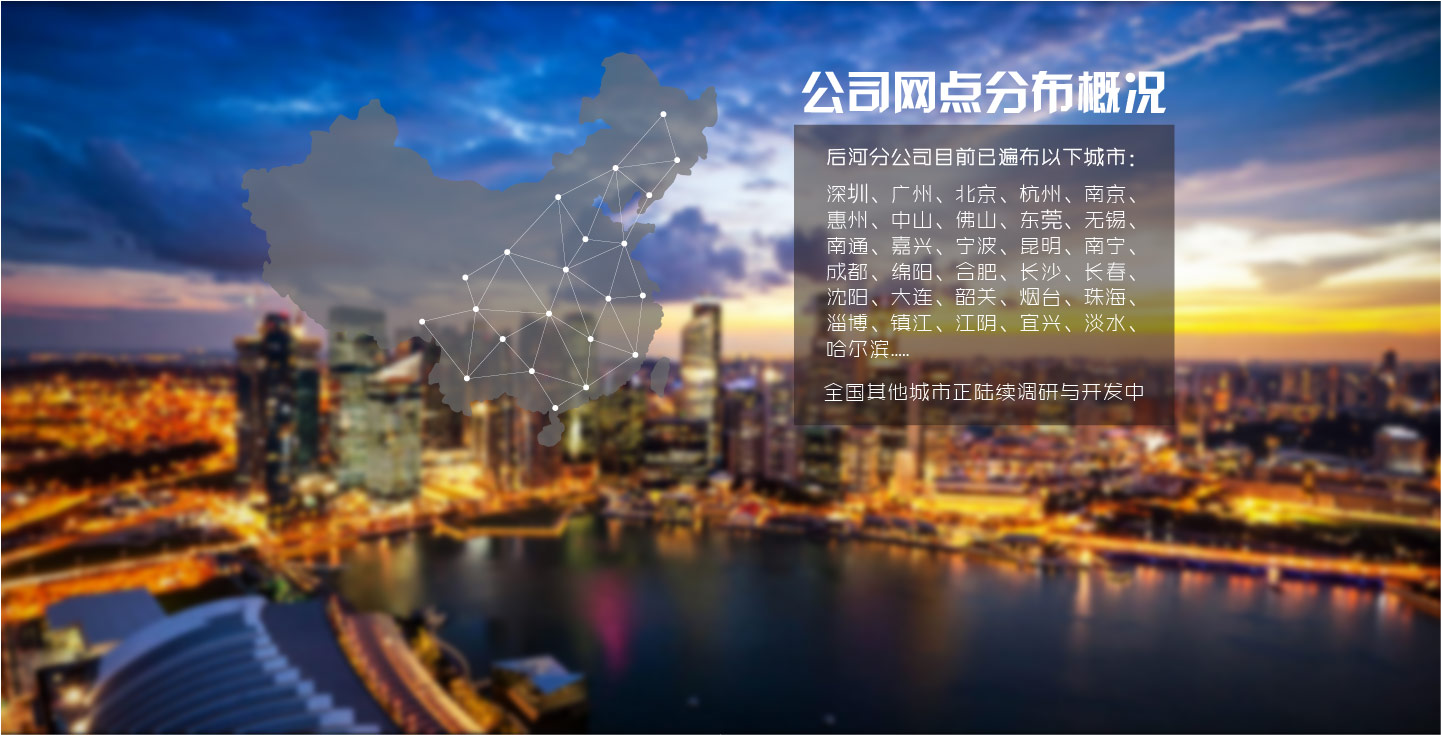 公司网点分布概况
后河分公司目前已遍布以下城市：
深圳、广州、北京、杭州、南京、
惠州、中山、佛山、东莞、无锡、
南通、嘉兴、宁波、昆明、南宁、
成都、绵阳、合肥、长沙、长春、
沈阳、大连、韶关、烟台、珠海、
淄博、镇江、江阴、宜兴、淡水、
哈尔滨.....
全国其他城市正陆续调研与开发中